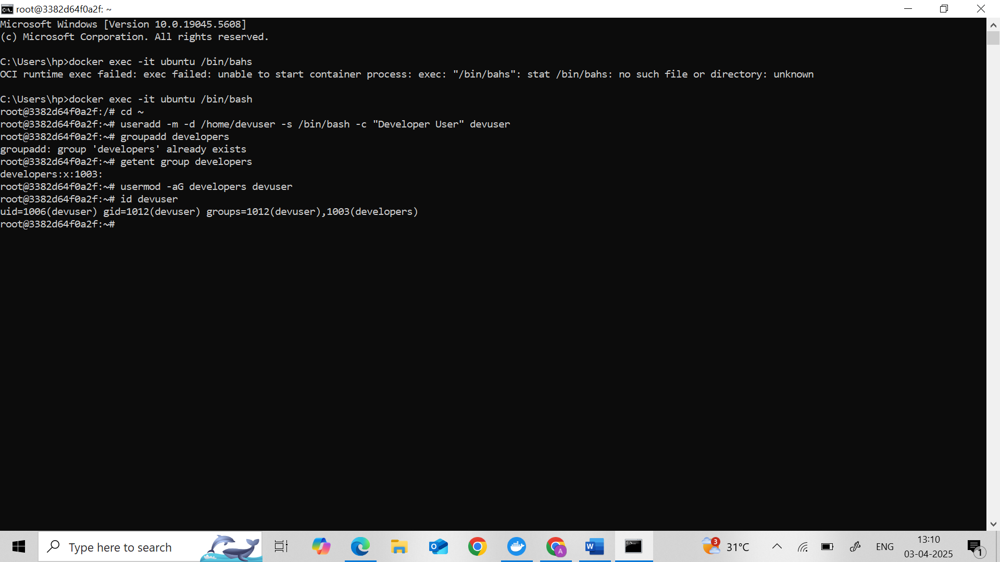 root@3382d64f0a2f: ~
Microsoft Windows [Version 10.0.19045.5608]
(c) Microsoft Corporation. All rights reserved.
C:\Users\hp>docker exec -it ubuntu /bin/bahs
OCI runtime exec failed: exec failed: unable to start container process: exec: "/bin/bahs": stat /bin/bahs: no such file or directory: unknown
C:\Users\hp>docker exec -it ubuntu /bin/bash
root@3382d64f0a2f:/# cd ~
root@3382d64f0a2f:~# useradd -m -d /home/devuser -s /bin/bash -c "Developer User" devuser
root@3382d64f0a2f:~# groupadd developers
groupadd: group 'developers' already exists
root@3382d64f0a2f:~# getent group developers
developers:x:1003:
root@3382d64f0a2f:~# usermod -aG developers devuser
root@3382d64f0a2f:~# id devuser
uid=1006(devuser) gid=1012(devuser) groups=1012(devuser),1003(developers)
root@3382d64f0a2f:~#
Type here to search
3
31°C
ENG
13:10
03-04-2025
1
A
W